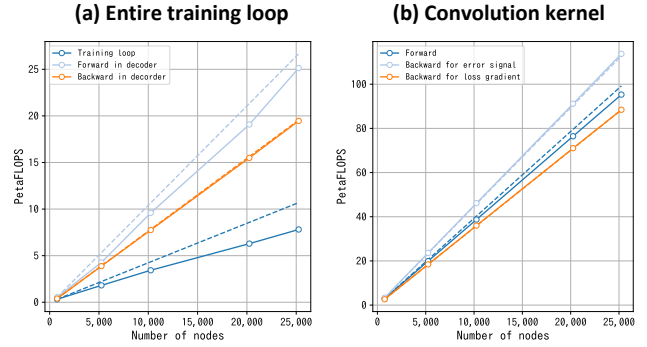 (a) Entire training loop
Training loop
Forward in decoder
Backward in decorder
25
20
15
10
5
0
PetaFLOPS
0
5,000
10,000
15,000
20,000
25,000
Number of nodes
(b) Convolution kernel
Forward
Backward for error signal
Backward for loss gradient
100
80
60
40
20
0
PetaFLOPS
0
5,000
10,000
15,000
20,000
25,000
Number of nodes